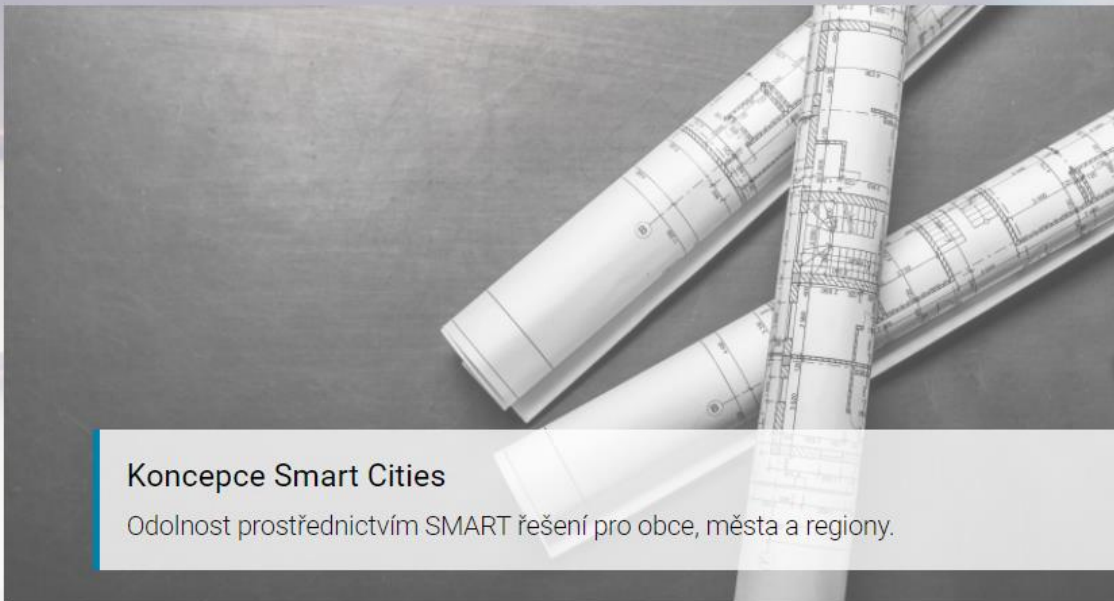 Koncepce Smart Cities
Odolnost prostřednictvím SMART řešení pro obce, města a regiony.